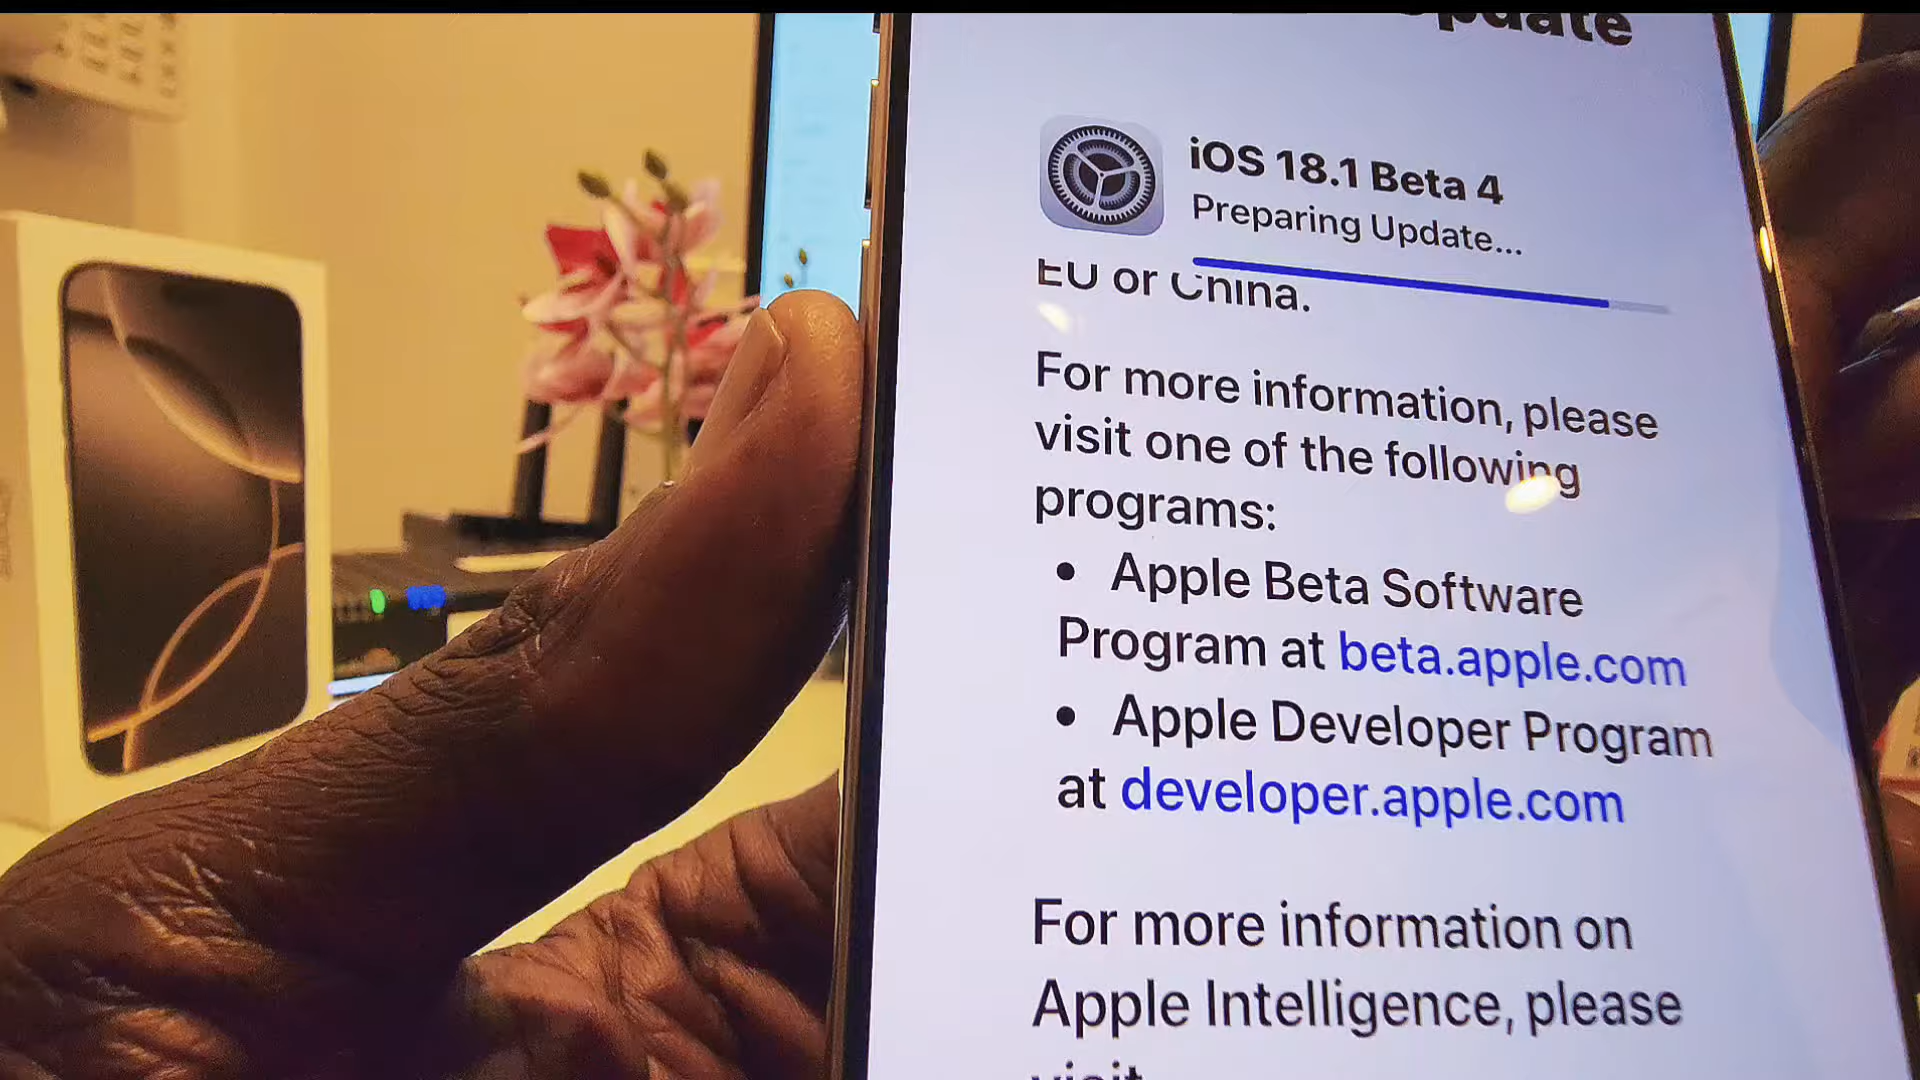 Update
iOS 18.1 Beta 4
Preparing Update...
EU or China.
For more information, please
visit one of the following
programs:
• Apple Beta Software
Program at beta.apple.com
• Apple Developer Program
at developer.apple.com
For more information on
Apple Intelligence, please
visit